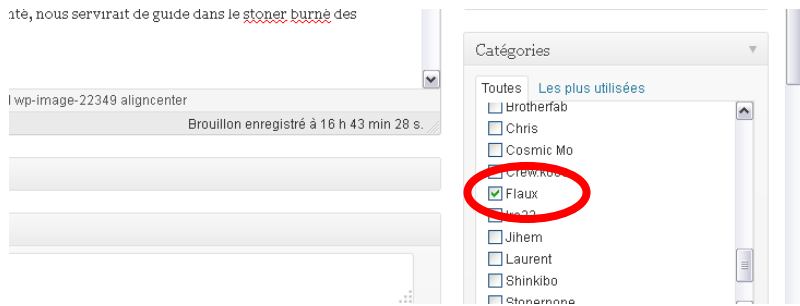 nté, nous servirait de guide dans le stoner burné des
wp-image-22349 aligncenter
Brouillon enregistré à 16 h 43 min 28 s.
Catégories
Toutes Les plus utilisées
Brotherfab
Chris
Cosmic Mo
Flaux
Jihem
Laurent
Shinkibo
Stonerpone